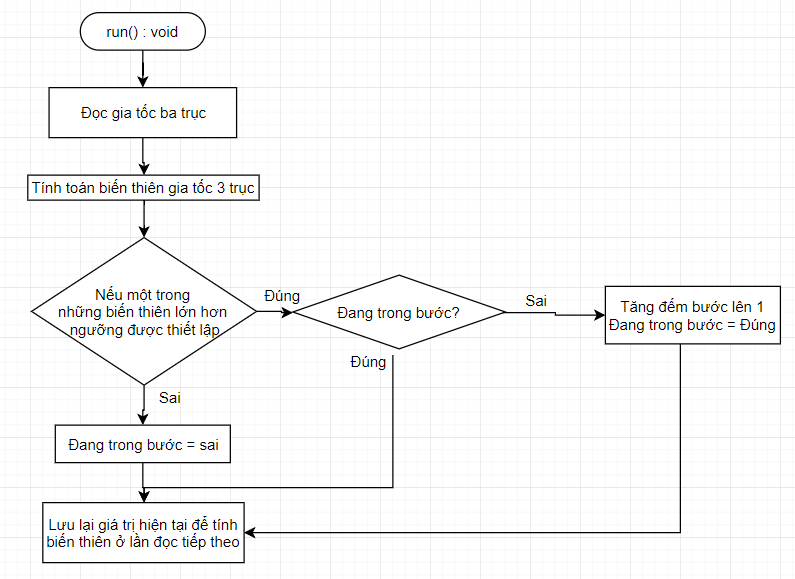 run() : void
Đọc gia tốc ba trục
Tính toán biến thiên gia tốc 3 trục
Nếu một trong
những biến thiên lớn hơn
ngưỡng được thiết lập
Đúng
Đang trong bước?
Sai
Tăng đếm bước lên 1
Đang trong bước = Đúng
Đúng
Sai
Đang trong bước = sai
Lưu lại giá trị hiện tại để tính
biến thiên ở lần đọc tiếp theo